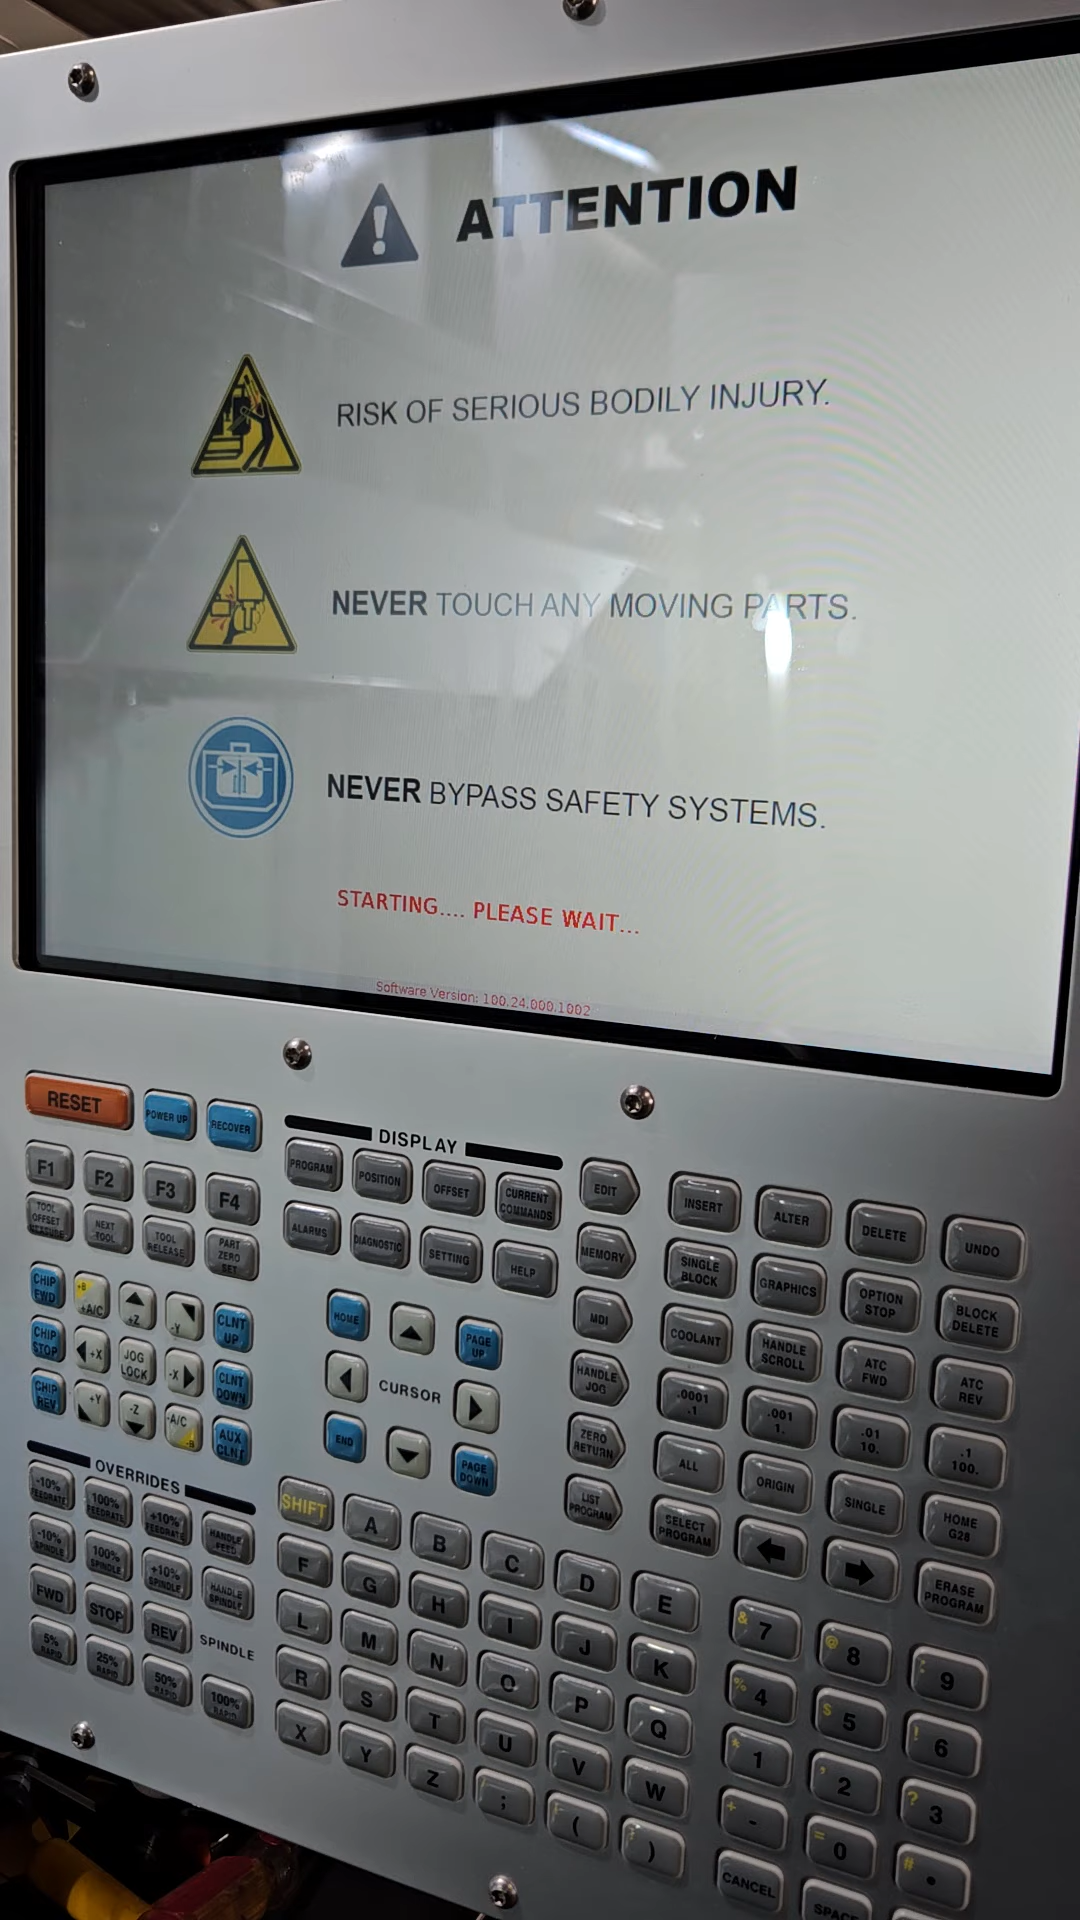 ATTENTION
RISK OF SERIOUS BODILY INJURY.
NEVER TOUCH ANY MOVING PARTS.
NEVER BYPASS SAFETY SYSTEMS.
STARTING.... PLEASE WAIT...
Software Version: 100.24.000.1002
RESET
POWER UP
RECOVER
F1
F2
F3
F4
TOOL OFFSET MEASURE
NEXT TOOL
TOOL RELEASE
PART ZERO SET
CHIP FWD
+B +A/C
+Z
-Y
CLNT UP
CHIP STOP
+X
JOG LOCK
-X
CLNT DOWN
CHIP REV
+Y
-Z
-A/C -B
AUX CLNT
OVERRIDES
-10% FEEDRATE
100% FEEDRATE
+10% FEEDRATE
HANDLE FEED
-10% SPINDLE
100% SPINDLE
+10% SPINDLE
HANDLE SPINDLE
FWD
STOP
REV
SPINDLE
5% RAPID
25% RAPID
50% RAPID
100% RAPID
DISPLAY
PROGRAM
POSITION
OFFSET
CURRENT COMMANDS
ALARMS
DIAGNOSTIC
SETTING
HELP
HOME
PAGE UP
CURSOR
END
PAGE DOWN
EDIT
INSERT
ALTER
DELETE
UNDO
MEMORY
SINGLE BLOCK
GRAPHICS
OPTION STOP
BLOCK DELETE
MDI
COOLANT
HANDLE SCROLL
ATC FWD
ATC REV
HANDLE JOG
.0001 .1
.001 1.
.01 10.
.1 100.
ZERO RETURN
ALL
ORIGIN
SINGLE
HOME G28
LIST PROGRAM
SELECT PROGRAM
ERASE PROGRAM
SHIFT
A
B
C
D
E
F
G
H
I
J
K
L
M
N
O
P
Q
R
S
T
U
V
W
X
Y
Z
;
(
)
& 7
@ 8
9
% 4
$ 5
! 6
* 1
, 2
? 3
+ -
= 0
# .
CANCEL
SPACE